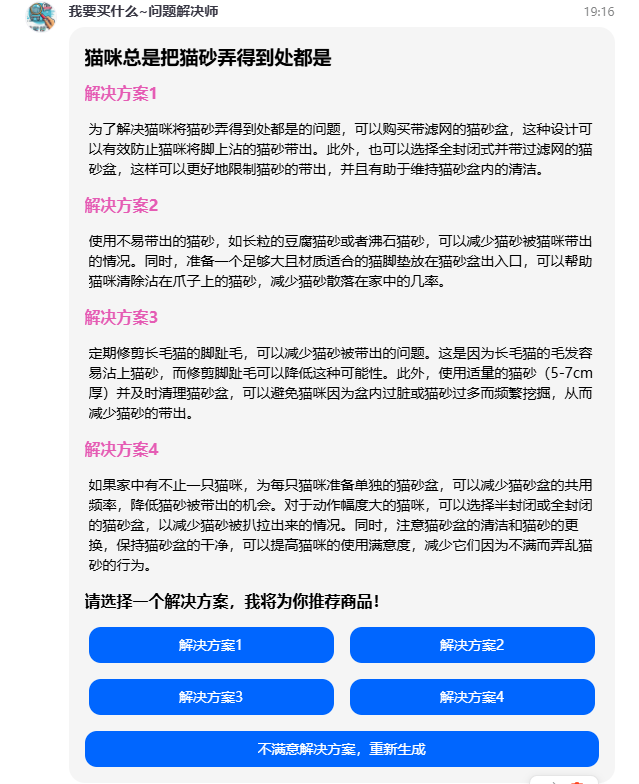 我要买什么~问题解决师
19:16
猫咪总是把猫砂弄得到处都是
解决方案1
为了解决猫咪将猫砂弄得到处都是的问题，可以购买带滤网的猫砂盆，这种设计可
以有效防止猫咪将脚上沾的猫砂带出。此外，也可以选择全封闭式并带过滤网的猫
砂盆，这样可以更好地限制猫砂的带出，并且有助于维持猫砂盆内的清洁。
解决方案2
使用不易带出的猫砂，如长粒的豆腐猫砂或者沸石猫砂，可以减少猫砂被猫咪带出
的情况。同时，准备一个足够大且材质适合的猫脚垫放在猫砂盆出入口，可以帮助
猫咪清除沾在爪子上的猫砂，减少猫砂散落在家中的几率。
解决方案3
定期修剪长毛猫的脚趾毛，可以减少猫砂被带出的问题。这是因为长毛猫的毛发容
易沾上猫砂，而修剪脚趾毛可以降低这种可能性。此外，使用适量的猫砂（5-7cm
厚）并及时清理猫砂盆，可以避免猫咪因为盆内过脏或猫砂过多而频繁挖掘，从而
减少猫砂的带出。
解决方案4
如果家中有不止一只猫咪，为每只猫咪准备单独的猫砂盆，可以减少猫砂盆的共用
频率，降低猫砂被带出的机会。对于动作幅度大的猫咪，可以选择半封闭或全封闭
的猫砂盆，以减少猫砂被扒拉出来的情况。同时，注意猫砂盆的清洁和猫砂的更
换，保持猫砂盆的干净，可以提高猫咪的使用满意度，减少它们因为不满而弄乱猫
砂的行为。
请选择一个解决方案，我将为你推荐商品！
解决方案1
解决方案2
解决方案3
解决方案4
不满意解决方案，重新生成